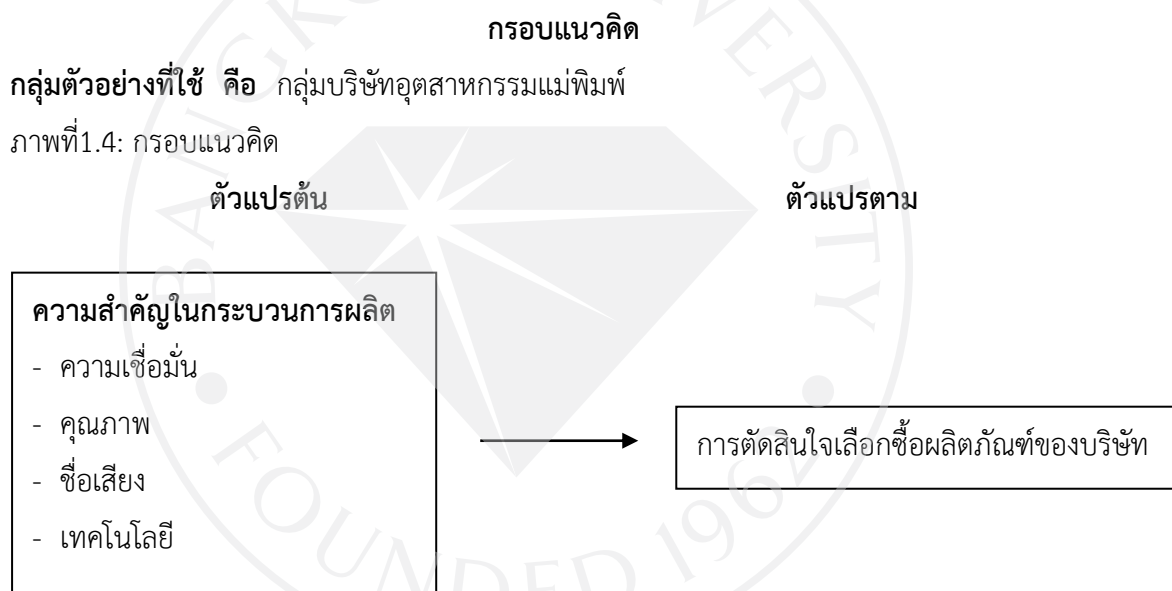 กรอบแนวคิด
กลุ่มตัวอย่างที่ใช้ คือ กลุ่มบริษัทอุตสาหกรรมแม่พิมพ์
ภาพที่1.4: กรอบแนวคิด
ตัวแปรต้น
ตัวแปรตาม
ความสำคัญในกระบวนการผลิต
- ความเชื่อมั่น
- คุณภาพ
- ชื่อเสียง
- เทคโนโลยี
การตัดสินใจเลือกซื้อผลิตภัณฑ์ของบริษัท
FOUNDED 1962